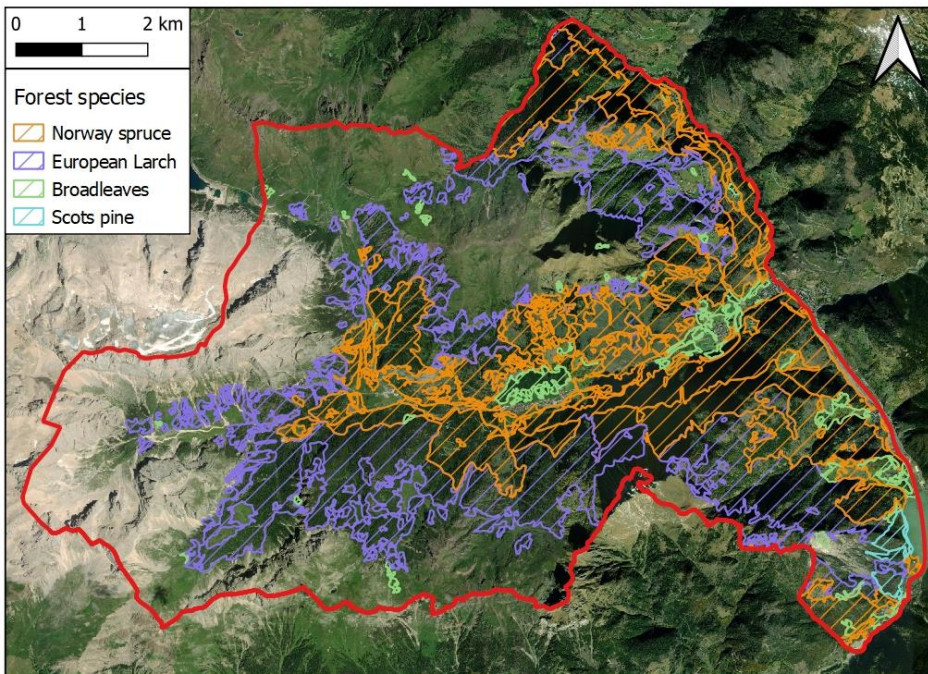 0 1 2 km
Forest species
Norway spruce
European Larch
Broadleaves
Scots pine